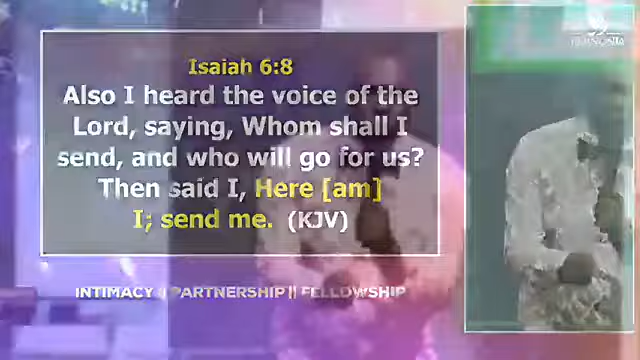 Isaiah 6:8
Also I heard the voice of the
Lord, saying, Whom shall I
send, and who will go for us?
Then said I, Here [am]
I; send me. (KJV)
INTIMACY || PARTNERSHIP || FELLOWSHIP